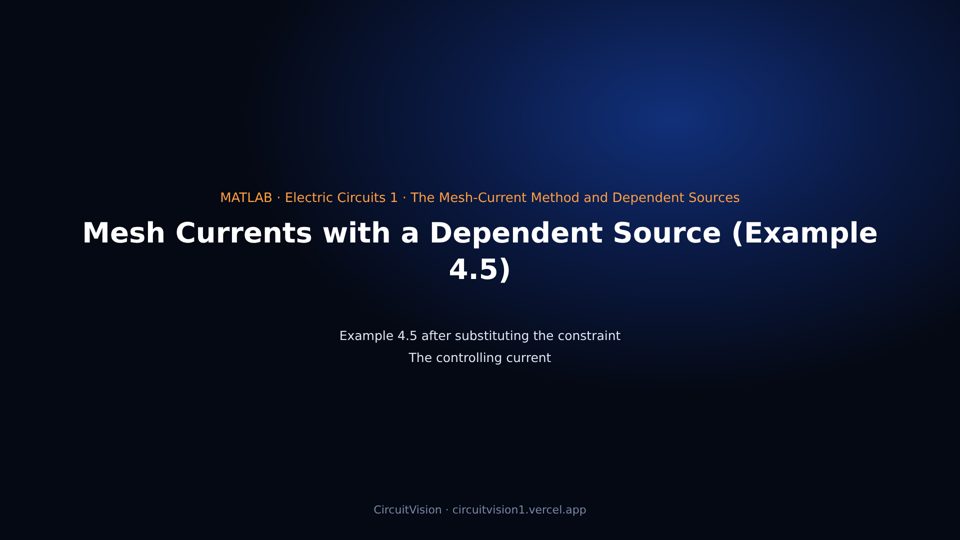 MATLAB · Electric Circuits 1 · The Mesh-Current Method and Dependent Sources
Mesh Currents with a Dependent Source (Example
4.5)
Example 4.5 after substituting the constraint
The controlling current
CircuitVision · circuitvision1.vercel.app